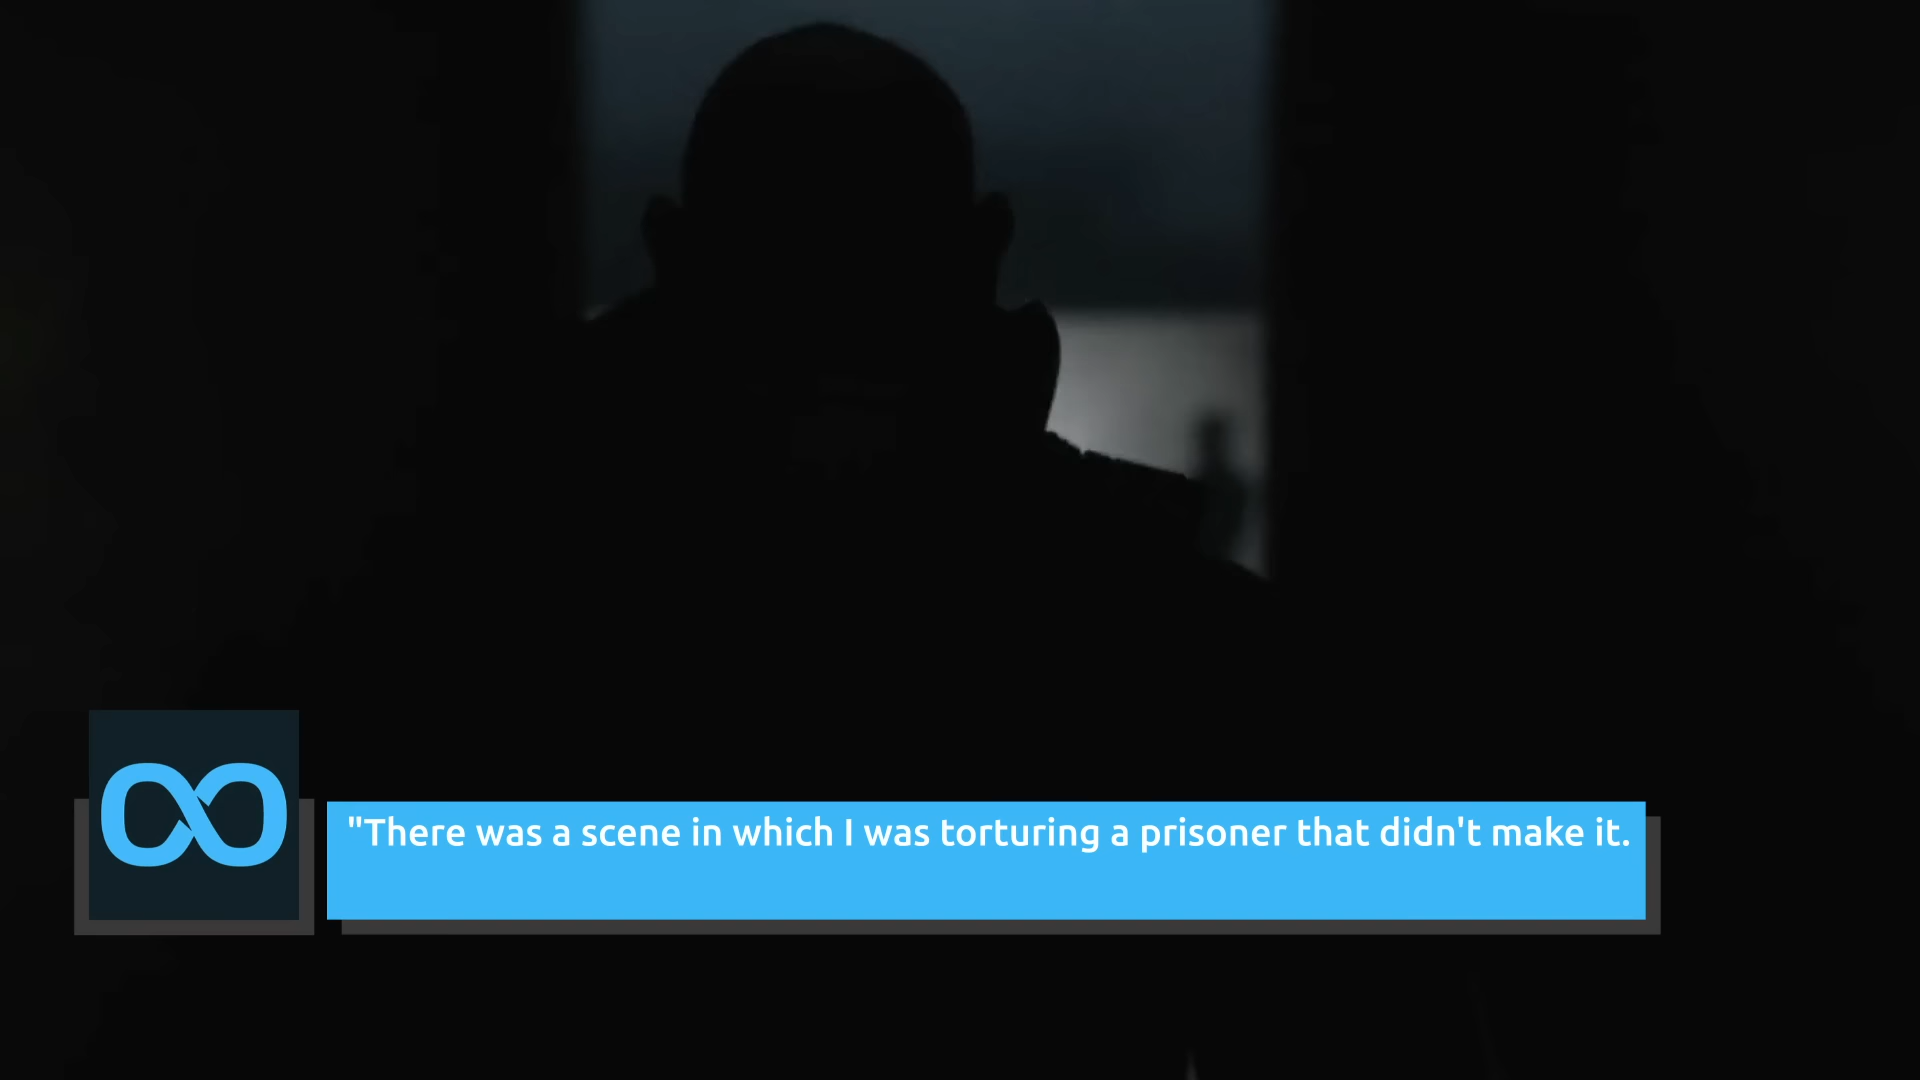 "There was a scene in which I was torturing a prisoner that didn't make it.